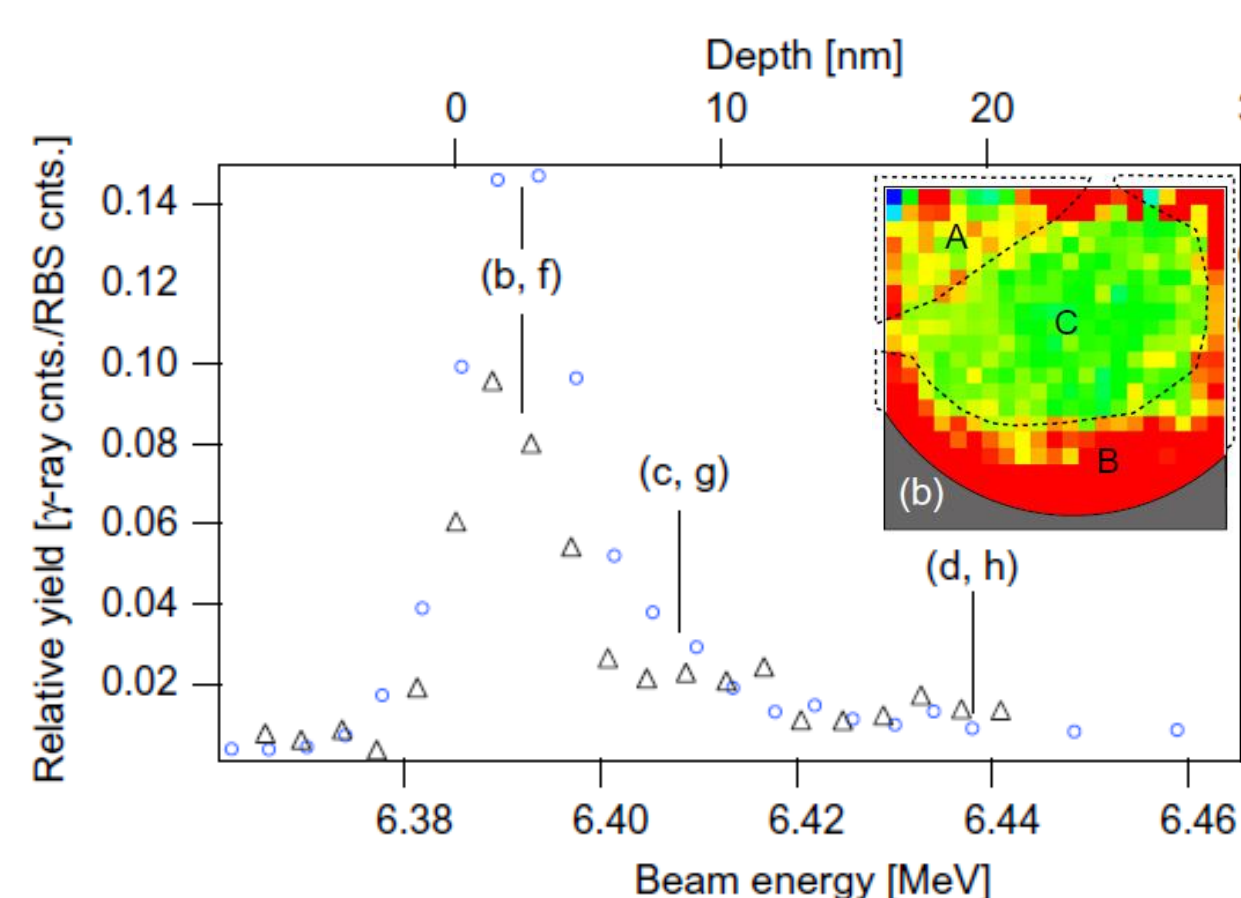 Depth [nm]
0 10 20
Relative yield [γ-ray cnts./RBS cnts.]
0.14
0.12
0.10
0.08
0.06
0.04
0.02
(b, f)
(c, g)
(d, h)
A
C
B
(b)
6.38 6.40 6.42 6.44 6.46
Beam energy [MeV]